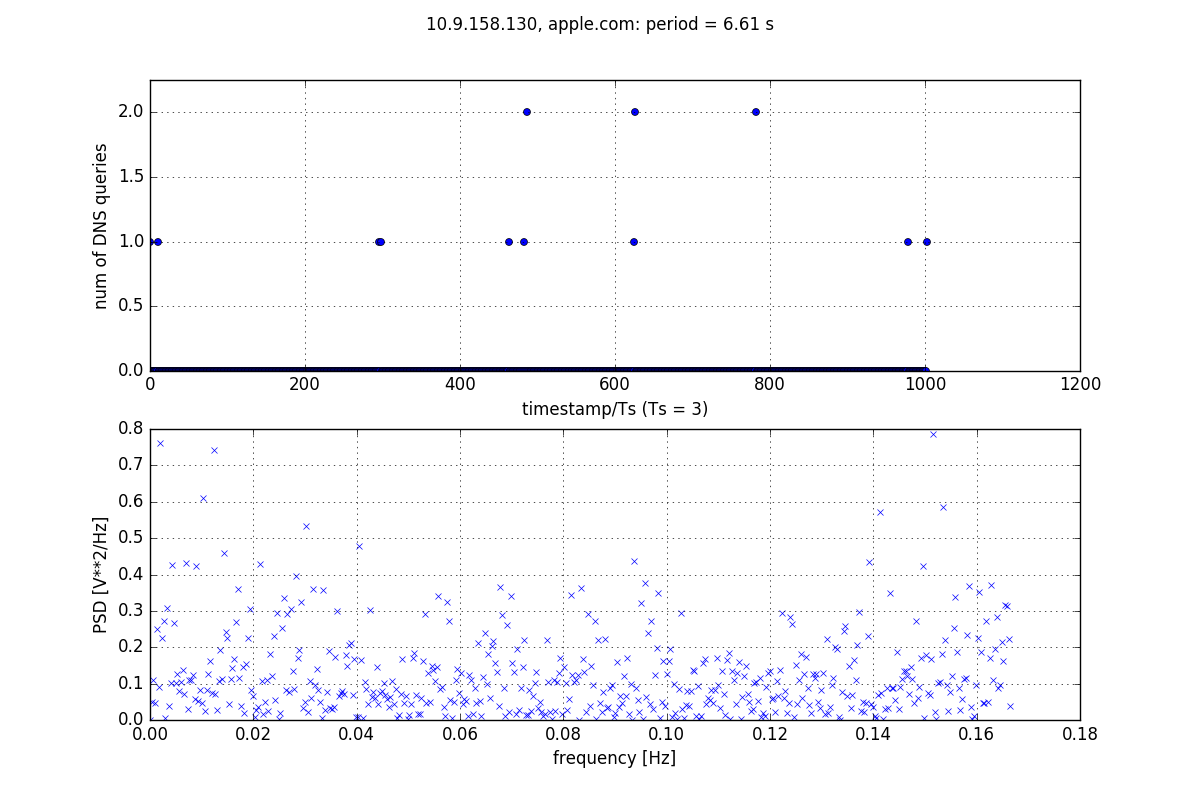 10.9.158.130, apple.com: period = 6.61 s
2.0
1.5
1.0
0.5
0.0
num of DNS queries
0 200 400 600 800 1000 1200
timestamp/Ts (Ts = 3)
0.8
0.7
0.6
0.5
0.4
0.3
0.2
0.1
0.0
PSD [V**2/Hz]
0.00 0.02 0.04 0.06 0.08 0.10 0.12 0.14 0.16 0.18
frequency [Hz]